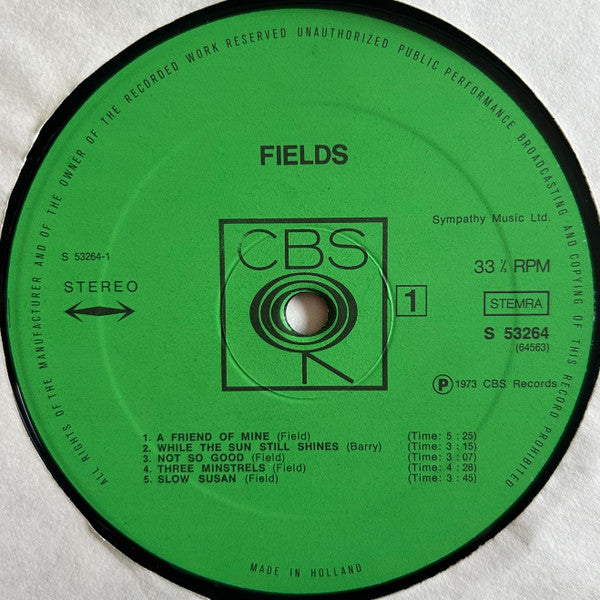 ALL RIGHTS OF THE MANUFACTURER AND OF THE OWNER OF THE RECORDED WORK RESERVED UNAUTHORIZED PUBLIC PERFORMANCE BROADCASTING AND COPYING OF THIS RECORD PROHIBITED
FIELDS
Sympathy Music Ltd.
CBS
S 53264-1
STEREO
33 ⅓ RPM
1
STEMRA
S 53264
(64563)
Ⓟ 1973 CBS Records
1. A FRIEND OF MINE (Field) (Time: 5 : 25)
2. WHILE THE SUN STILL SHINES (Barry) (Time: 3 : 15)
3. NOT SO GOOD (Field) (Time: 3 : 07)
4. THREE MINSTRELS (Field) (Time: 4 : 28)
5. SLOW SUSAN (Field) (Time: 3 : 45)
MADE IN HOLLAND